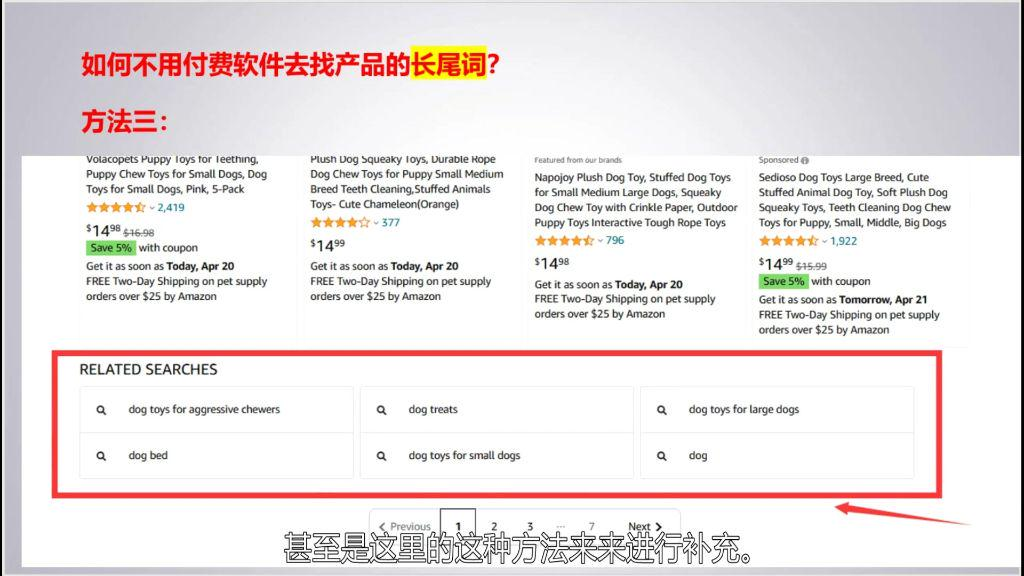 如何不用付费软件去找产品的长尾词？
方法三：
Volacopets Puppy Toys for Teething,
Puppy Chew Toys for Small Dogs, Dog
Toys for Small Dogs, Pink, 5-Pack
2,419
$14.98 $16.98
Save 5% with coupon
Get it as soon as Today, Apr 20
FREE Two-Day Shipping on pet supply
orders over $25 by Amazon
Plush Dog Squeaky Toys, Durable Rope
Dog Chew Toys for Puppy Small Medium
Breed Teeth Cleaning,Stuffed Animals
Toys- Cute Chameleon(Orange)
377
$14.99
Get it as soon as Today, Apr 20
FREE Two-Day Shipping on pet supply
orders over $25 by Amazon
Featured from our brands
Napojoy Plush Dog Toy, Stuffed Dog Toys
for Small Medium Large Dogs, Squeaky
Dog Chew Toy with Crinkle Paper, Outdoor
Puppy Toys Interactive Tough Rope Toys
796
$14.98
Get it as soon as Today, Apr 20
FREE Two-Day Shipping on pet supply
orders over $25 by Amazon
Sponsored
Sedioso Dog Toys Large Breed, Cute
Stuffed Animal Dog Toy, Soft Plush Dog
Squeaky Toys, Teeth Cleaning Dog Chew
Toys for Puppy, Small, Middle, Big Dogs
1,922
$14.99 $15.99
Save 5% with coupon
Get it as soon as Tomorrow, Apr 21
FREE Two-Day Shipping on pet supply
orders over $25 by Amazon
RELATED SEARCHES
dog toys for aggressive chewers
dog treats
dog toys for large dogs
dog bed
dog toys for small dogs
dog
Previous 1 2 3 ... 7 Next
甚至是这里的这种方法来来进行补充。